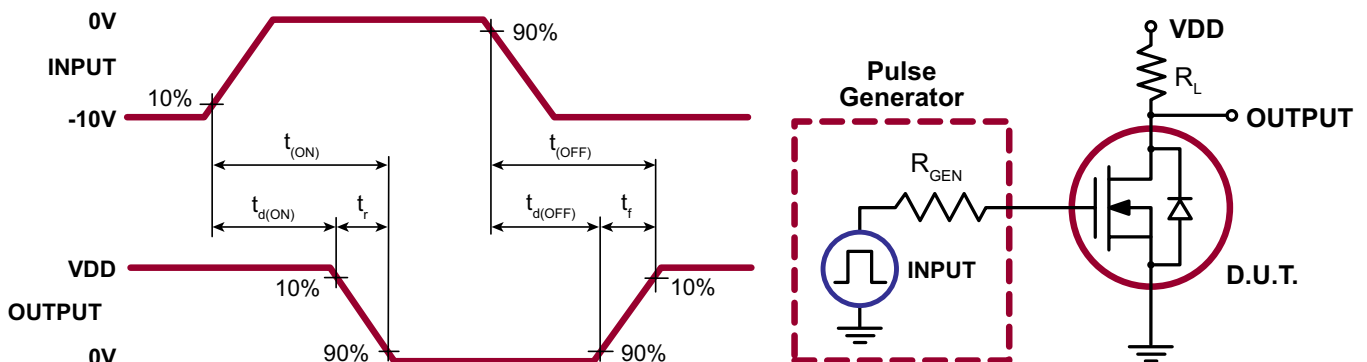 0V
INPUT
-10V
10%
90%
t(ON)
t(OFF)
td(ON)
tr
td(OFF)
tf
VDD
OUTPUT
0V
10%
90%
90%
10%
Pulse
Generator
RGEN
INPUT
VDD
RL
OUTPUT
D.U.T.